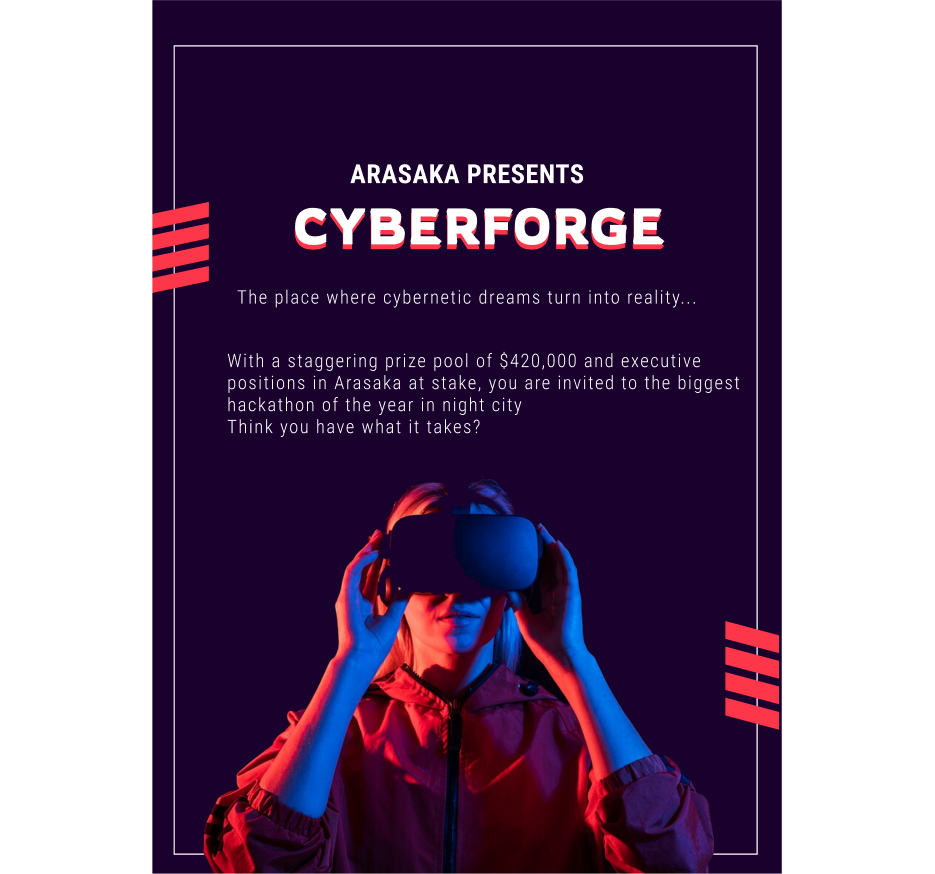 ARASAKA PRESENTS
CYBERFORGE
The place where cybernetic dreams turn into reality...
With a staggering prize pool of $420,000 and executive
positions in Arasaka at stake, you are invited to the biggest
hackathon of the year in night city
Think you have what it takes?